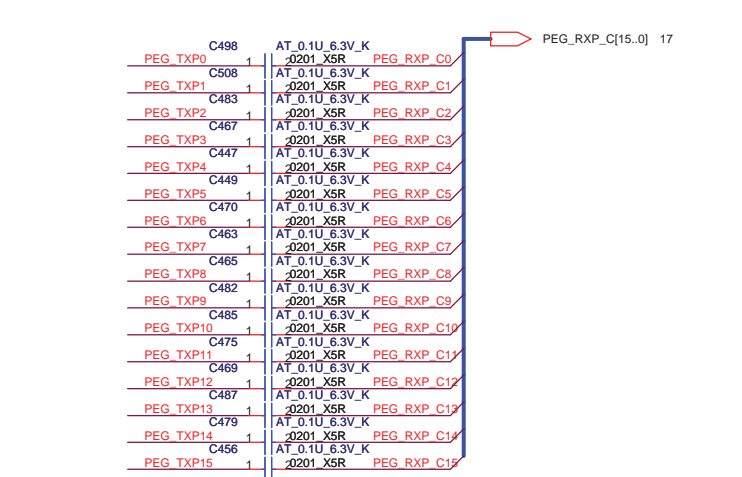 PEG_RXP_C[15..0] 17
C498 AT_0.1U_6.3V_K
PEG_TXP0 1 2 0201_X5R PEG_RXP_C0
C508 AT_0.1U_6.3V_K
PEG_TXP1 1 2 0201_X5R PEG_RXP_C1
C483 AT_0.1U_6.3V_K
PEG_TXP2 1 2 0201_X5R PEG_RXP_C2
C467 AT_0.1U_6.3V_K
PEG_TXP3 1 2 0201_X5R PEG_RXP_C3
C447 AT_0.1U_6.3V_K
PEG_TXP4 1 2 0201_X5R PEG_RXP_C4
C449 AT_0.1U_6.3V_K
PEG_TXP5 1 2 0201_X5R PEG_RXP_C5
C470 AT_0.1U_6.3V_K
PEG_TXP6 1 2 0201_X5R PEG_RXP_C6
C463 AT_0.1U_6.3V_K
PEG_TXP7 1 2 0201_X5R PEG_RXP_C7
C465 AT_0.1U_6.3V_K
PEG_TXP8 1 2 0201_X5R PEG_RXP_C8
C482 AT_0.1U_6.3V_K
PEG_TXP9 1 2 0201_X5R PEG_RXP_C9
C485 AT_0.1U_6.3V_K
PEG_TXP10 1 2 0201_X5R PEG_RXP_C10
C475 AT_0.1U_6.3V_K
PEG_TXP11 1 2 0201_X5R PEG_RXP_C11
C469 AT_0.1U_6.3V_K
PEG_TXP12 1 2 0201_X5R PEG_RXP_C12
C487 AT_0.1U_6.3V_K
PEG_TXP13 1 2 0201_X5R PEG_RXP_C13
C479 AT_0.1U_6.3V_K
PEG_TXP14 1 2 0201_X5R PEG_RXP_C14
C456 AT_0.1U_6.3V_K
PEG_TXP15 1 2 0201_X5R PEG_RXP_C15